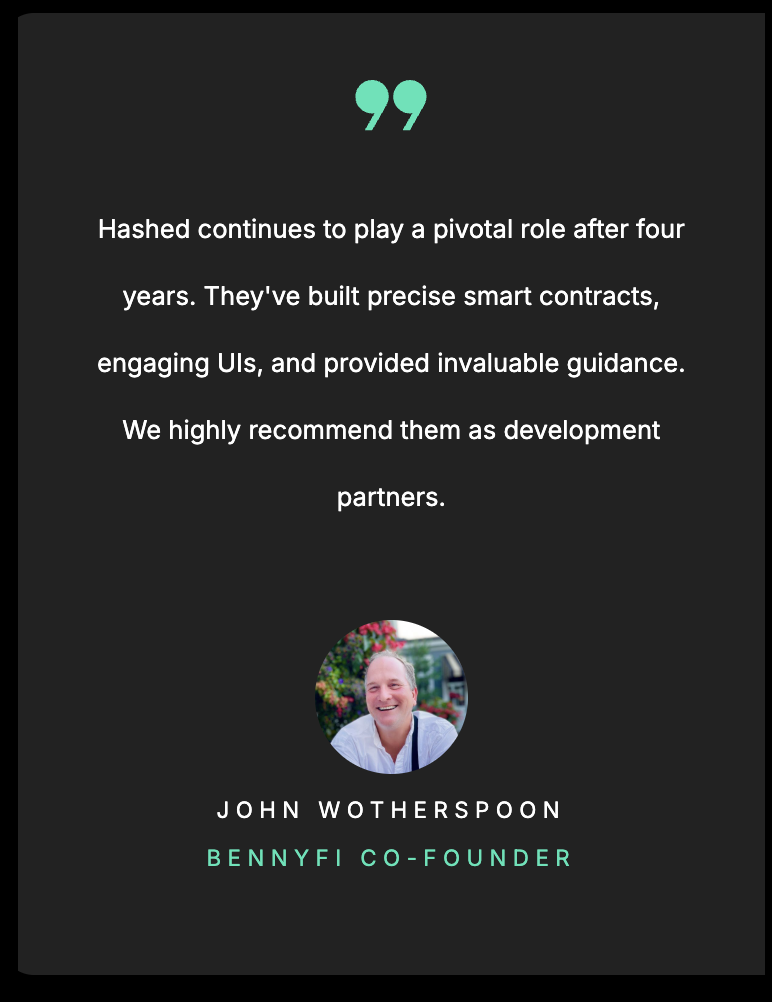 ”
Hashed continues to play a pivotal role after four
years. They've built precise smart contracts,
engaging UIs, and provided invaluable guidance.
We highly recommend them as development
partners.
JOHN WOTHERSPOON
BENNYFI CO-FOUNDER